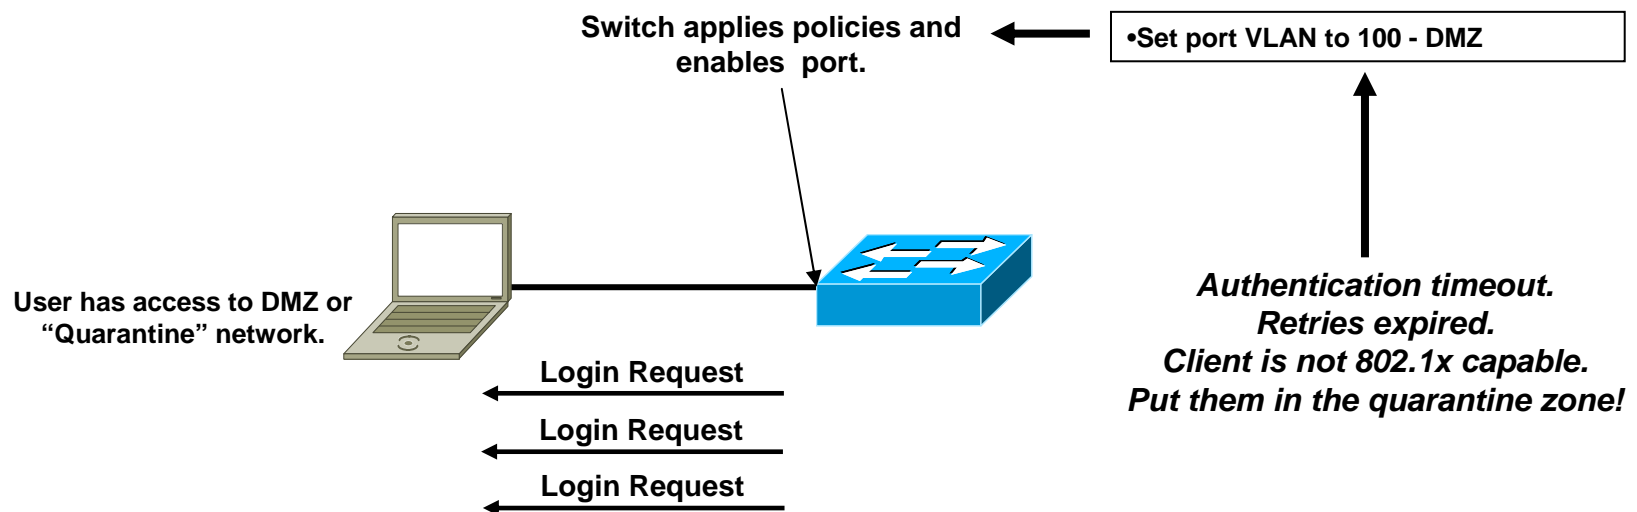 Switch applies policies and
enables port.
•Set port VLAN to 100 - DMZ
User has access to DMZ or
“Quarantine” network.
Authentication timeout.
Retries expired.
Client is not 802.1x capable.
Put them in the quarantine zone!
Login Request
Login Request
Login Request